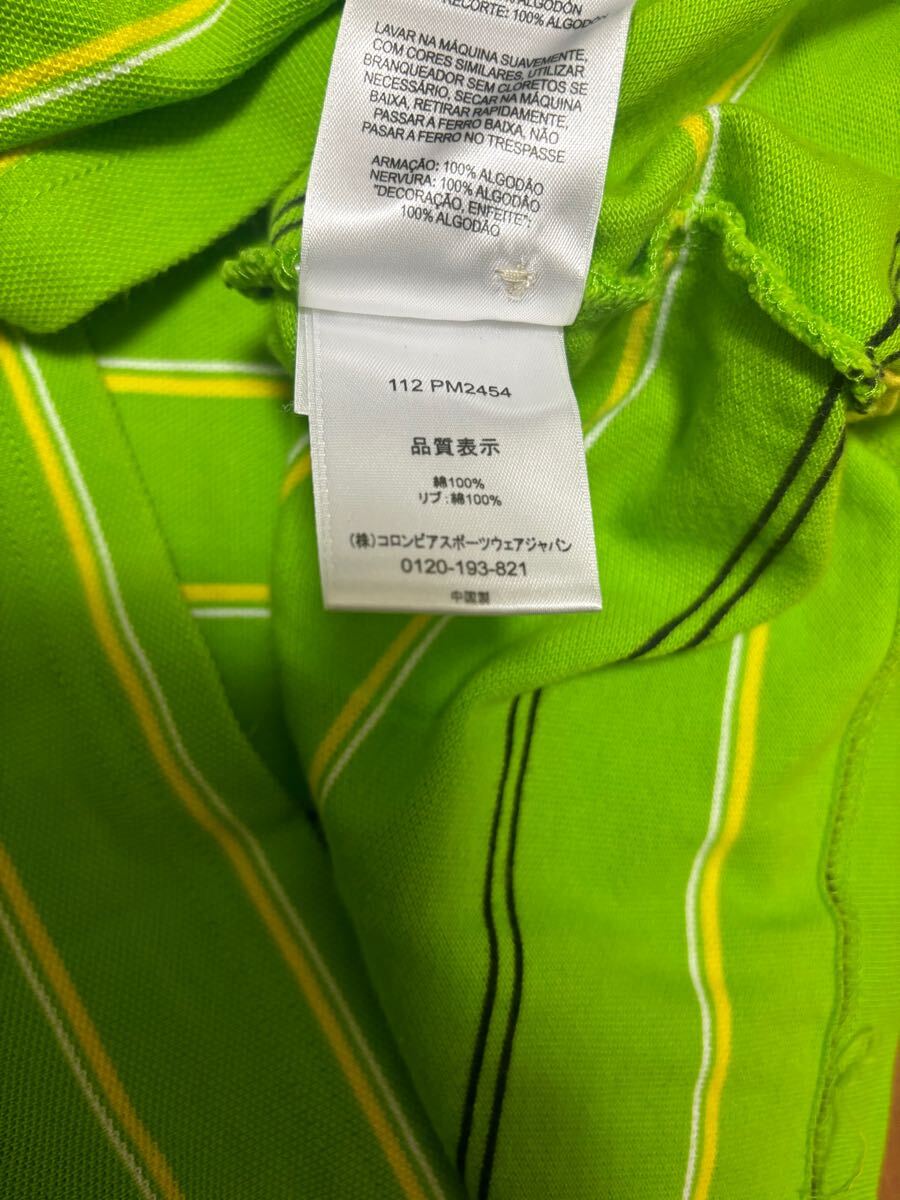 % ALGODÓN
RECORTE: 100% ALGODÓN
LAVAR NA MÁQUINA SUAVEMENTE,
COM CORES SIMILARES, UTILIZAR
BRANQUEADOR SEM CLORETOS SE
NECESSÁRIO, SECAR NA MÁQUINA
BAIXA, RETIRAR RAPIDAMENTE,
PASSAR A FERRO BAIXA, NÃO
PASAR A FERRO NO TRESPASSE
ARMAÇÃO: 100% ALGODÃO
NERVURA: 100% ALGODÃO
"DECORAÇÃO, ENFEITE":
100% ALGODÃO
112 PM2454
品質表示
綿100%
リブ：綿100%
(株)コロンビアスポーツウェアジャパン
0120-193-821
中国製